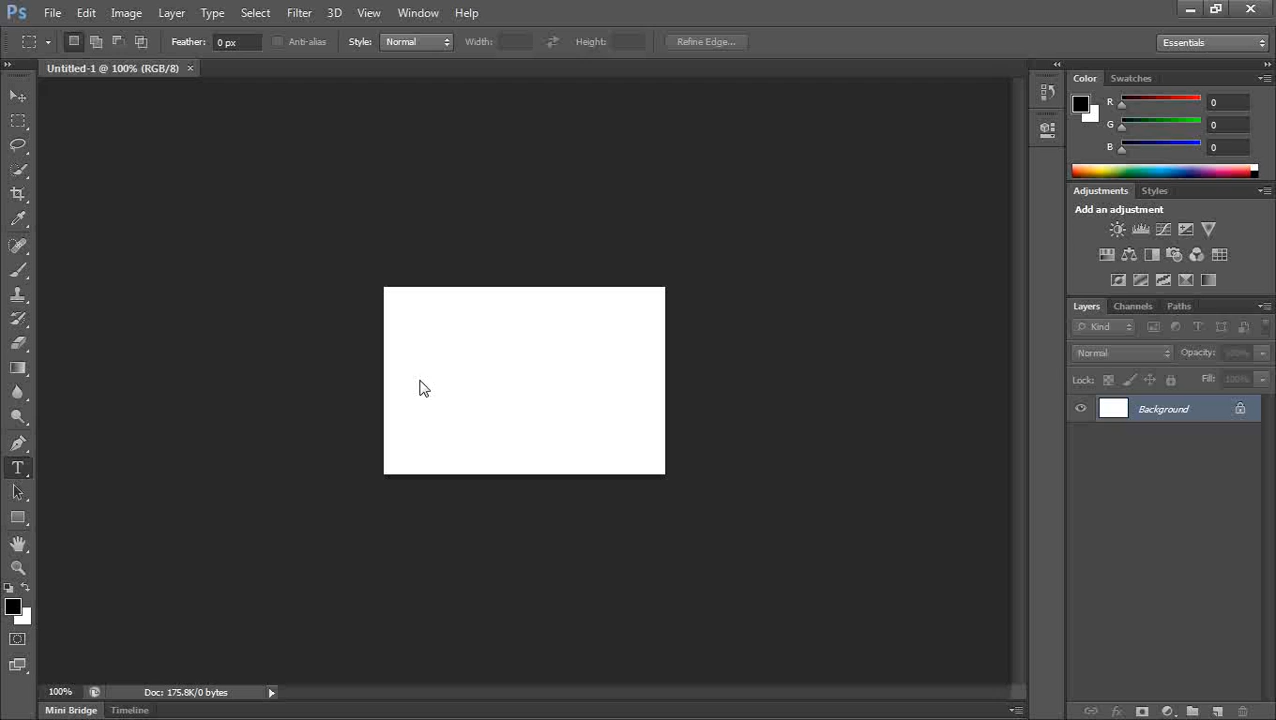 Ps File Edit Image Layer Type Select Filter 3D View Window Help
Feather: 0 px Anti-alias Style: Normal Width: Height: Refine Edge... Essentials
Untitled-1 @ 100% (RGB/8) ×
Color Swatches
R 0
G 0
B 0
Adjustments Styles
Add an adjustment
Layers Channels Paths
Kind
Normal Opacity: 100%
Lock: Fill: 100%
Background
100% Doc: 175.8K/0 bytes
Mini Bridge Timeline